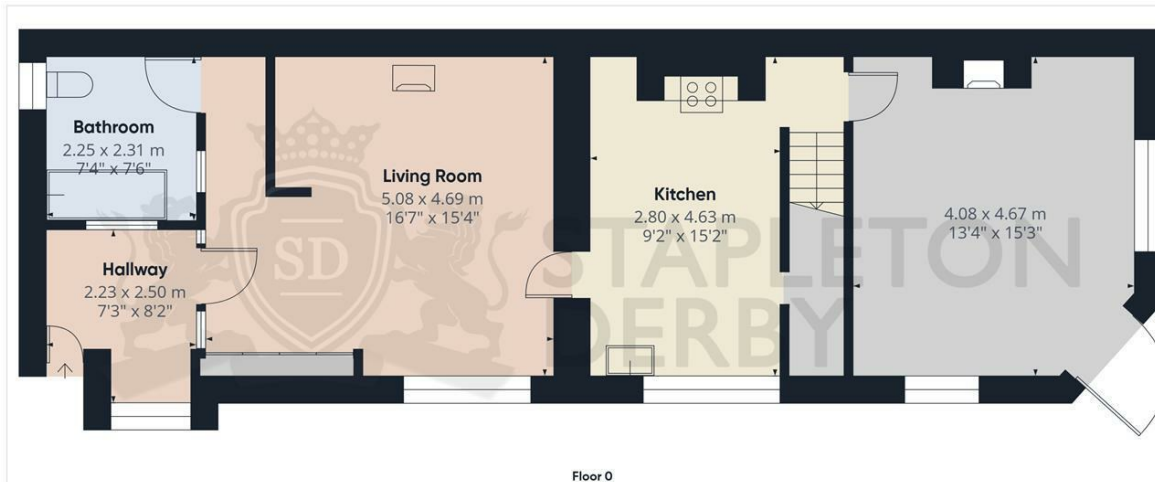 Bathroom
2.25 x 2.31 m
7'4" x 7'6"
Living Room
5.08 x 4.69 m
16'7" x 15'4"
Kitchen
2.80 x 4.63 m
9'2" x 15'2"
4.08 x 4.67 m
13'4" x 15'3"
Hallway
2.23 x 2.50 m
7'3" x 8'2"
SD
STAPLETON
DERBY
Floor 0